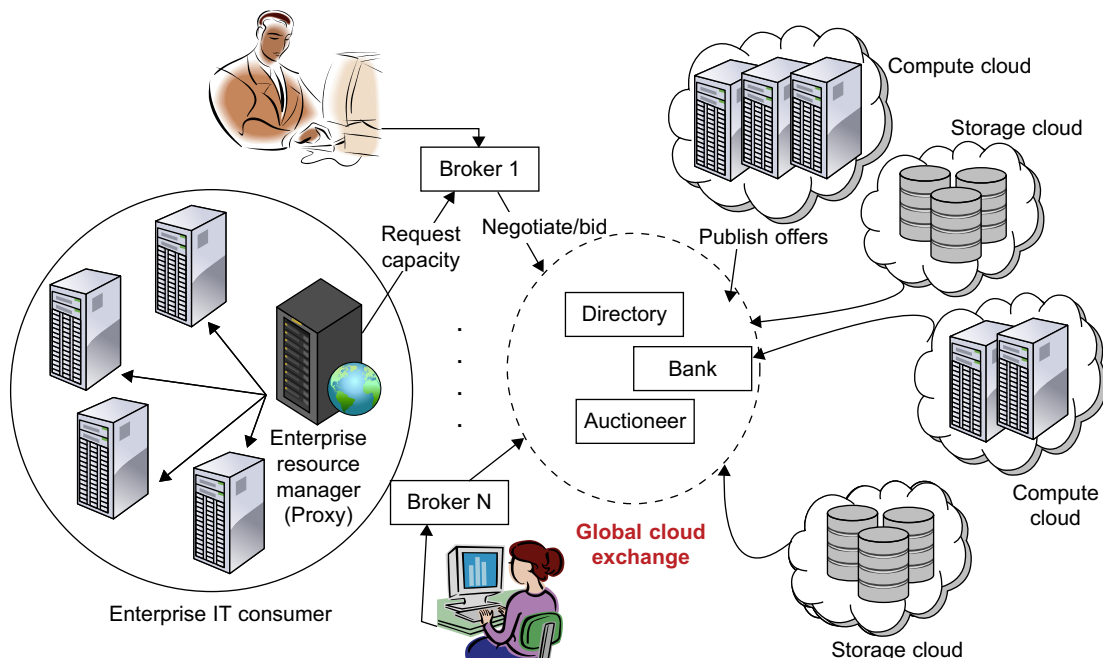 Compute cloud
Storage cloud
Broker 1
Request
capacity
Negotiate/bid
Publish offers
Directory
Bank
Auctioneer
Enterprise
resource
manager
(Proxy)
Broker N
Global cloud
exchange
Compute
cloud
Enterprise IT consumer
Storage cloud